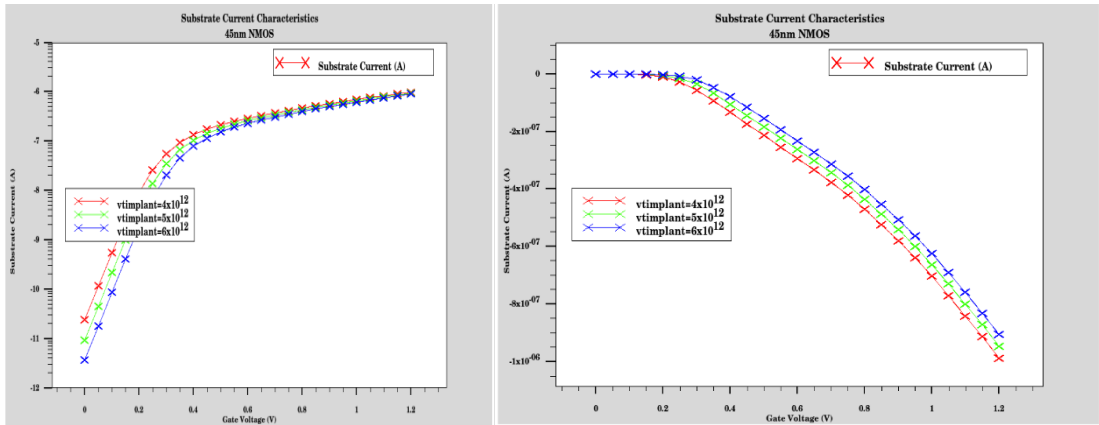 Substrate Current Characteristics
45nm NMOS
Substrate Current (A)
-5
-6
-7
-8
-9
-10
-11
-12
Substrate Current (A)
vtimplant=4x10^12
vtimplant=5x10^12
vtimplant=6x10^12
0
0.2
0.4
0.6
0.8
1
1.2
Gate Voltage (V)
Substrate Current Characteristics
45nm NMOS
Substrate Current (A)
0
-2x10^-07
-4x10^-07
-6x10^-07
-8x10^-07
-1x10^-06
Substrate Current (A)
vtimplant=4x10^12
vtimplant=5x10^12
vtimplant=6x10^12
0
0.2
0.4
0.6
0.8
1
1.2
Gate Voltage (V)